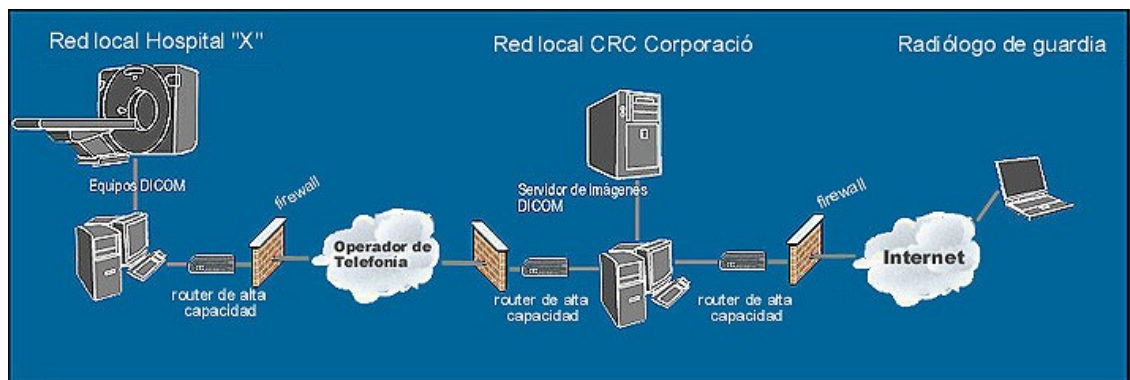 Red local Hospital "X"
Red local CRC Corporació
Radiólogo de guardia
Equipos DICOM
firewall
Operador de
Telefonía
router de alta
capacidad
Servidor de Imágenes
DICOM
router de alta
capacidad
router de alta
capacidad
firewall
Internet